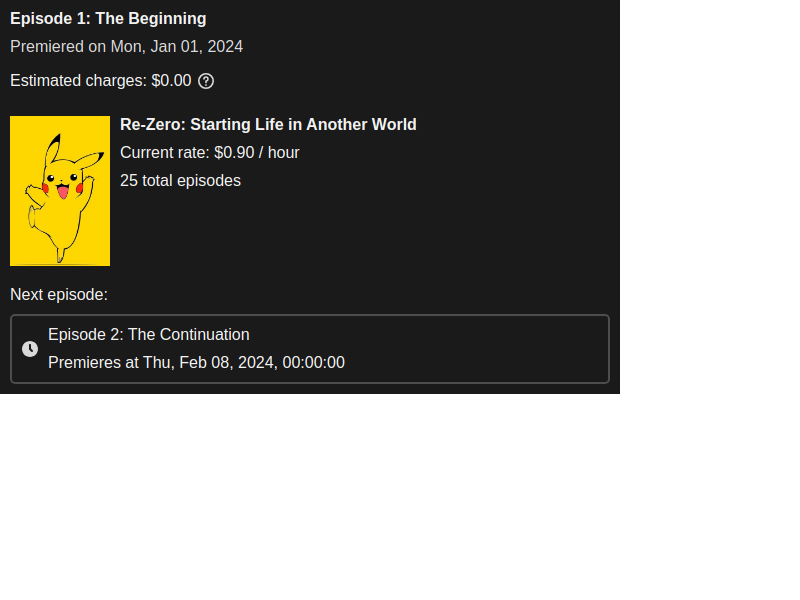 Episode 1: The Beginning
Premiered on Mon, Jan 01, 2024
Estimated charges: $0.00
Re-Zero: Starting Life in Another World
Current rate: $0.90 / hour
25 total episodes
Next episode:
Episode 2: The Continuation
Premieres at Thu, Feb 08, 2024, 00:00:00